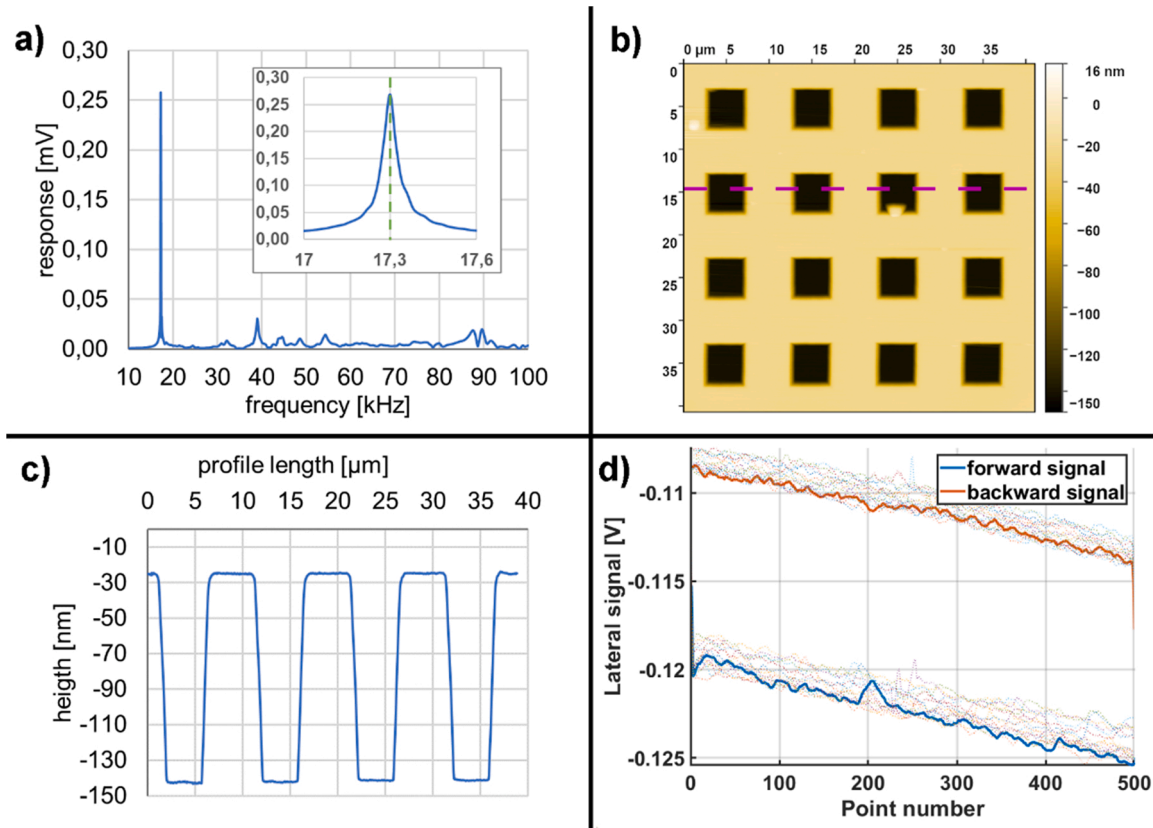 a)
0,30
0,25
0,20
0,15
0,10
0,05
0,00
response [mV]
10 20 30 40 50 60 70 80 90 100
frequency [kHz]
0,30
0,25
0,20
0,15
0,10
0,05
0,00
17 17,3 17,6
b)
0 µm 5 10 15 20 25 30 35
0
5
10
15
20
25
30
35
16 nm
0
−20
−40
−60
−80
−100
−120
−150
c)
profile length [µm]
0 5 10 15 20 25 30 35 40
-10
-30
-50
-70
-90
-110
-130
-150
heigth [nm]
d)
forward signal
backward signal
-0.11
-0.115
-0.12
-0.125
Lateral signal [V]
0 100 200 300 400 500
Point number